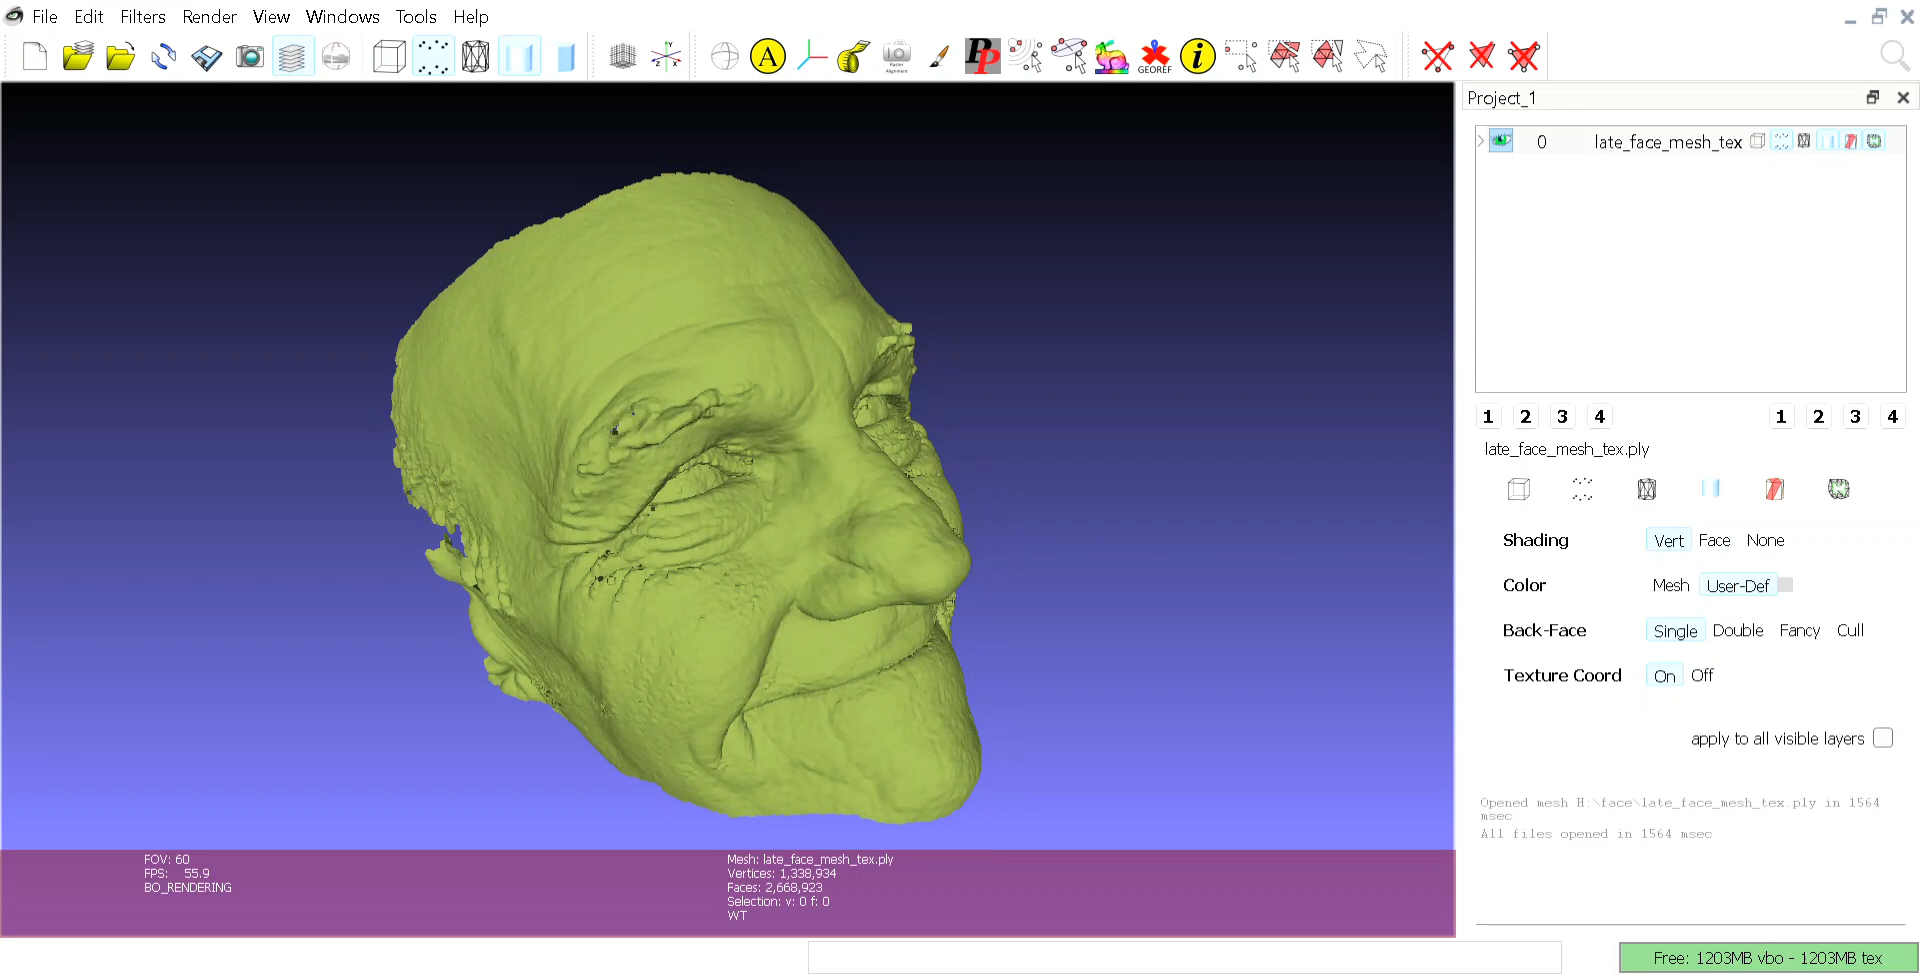 File Edit Filters Render View Windows Tools Help
A
PP
Raster Alignment
GEOREF
i
Project_1
0 late_face_mesh_tex
1 2 3 4 1 2 3 4
late_face_mesh_tex.ply
Shading Vert Face None
Color Mesh User-Def
Back-Face Single Double Fancy Cull
Texture Coord On Off
apply to all visible layers
Opened mesh H:\face\late_face_mesh_tex.ply in 1564
msec
All files opened in 1564 msec
FOV: 60
FPS: 55.9
BO_RENDERING
Mesh: late_face_mesh_tex.ply
Vertices: 1,338,934
Faces: 2,668,923
Selection: v: 0 f: 0
WT
Free: 1203MB vbo - 1203MB tex